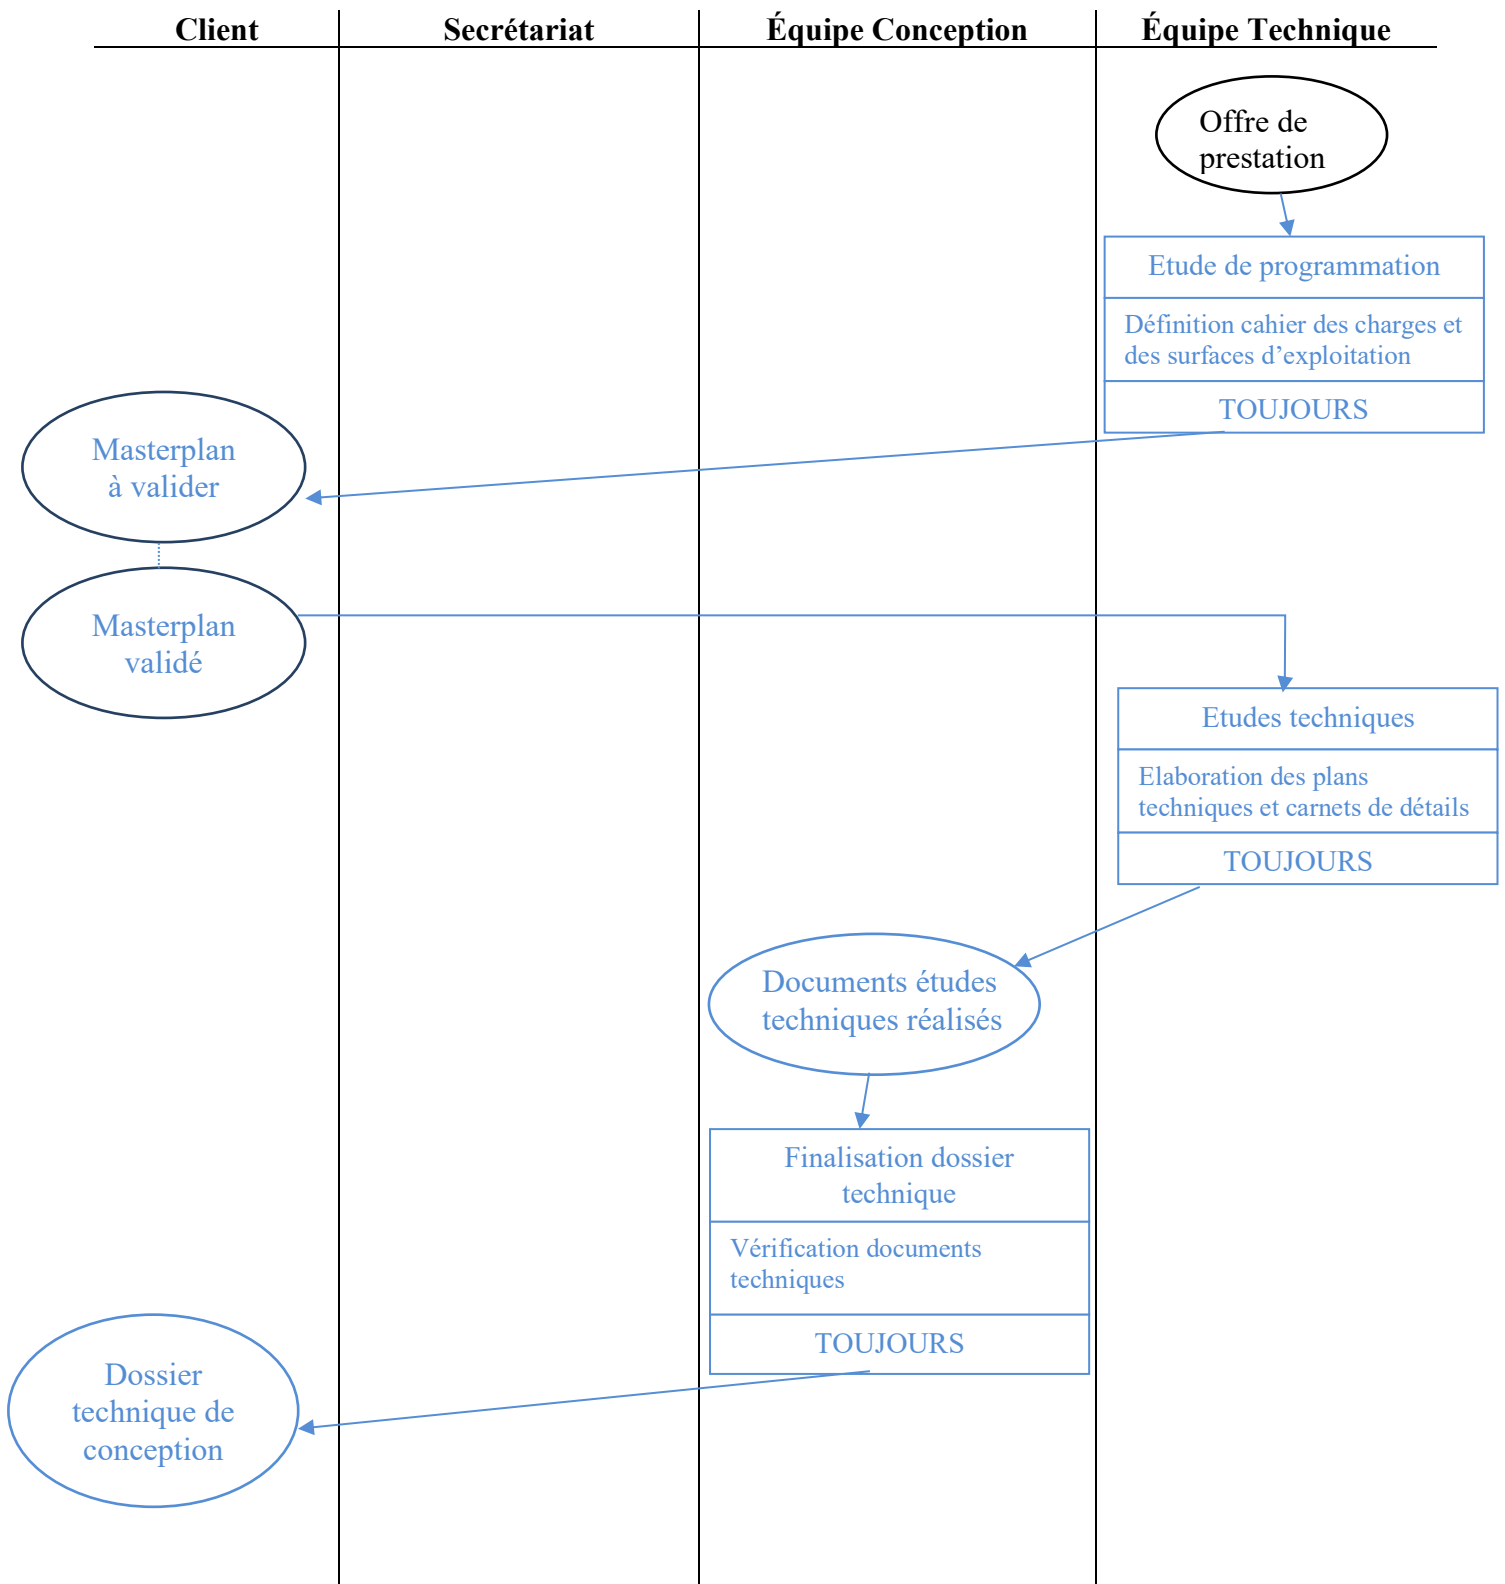 Client
Secrétariat
Équipe Conception
Équipe Technique
Offre de
prestation
Etude de programmation
Définition cahier des charges et
des surfaces d’exploitation
TOUJOURS
Masterplan
à valider
Masterplan
validé
Etudes techniques
Elaboration des plans
techniques et carnets de détails
TOUJOURS
Documents études
techniques réalisés
Finalisation dossier
technique
Vérification documents
techniques
TOUJOURS
Dossier
technique de
conception